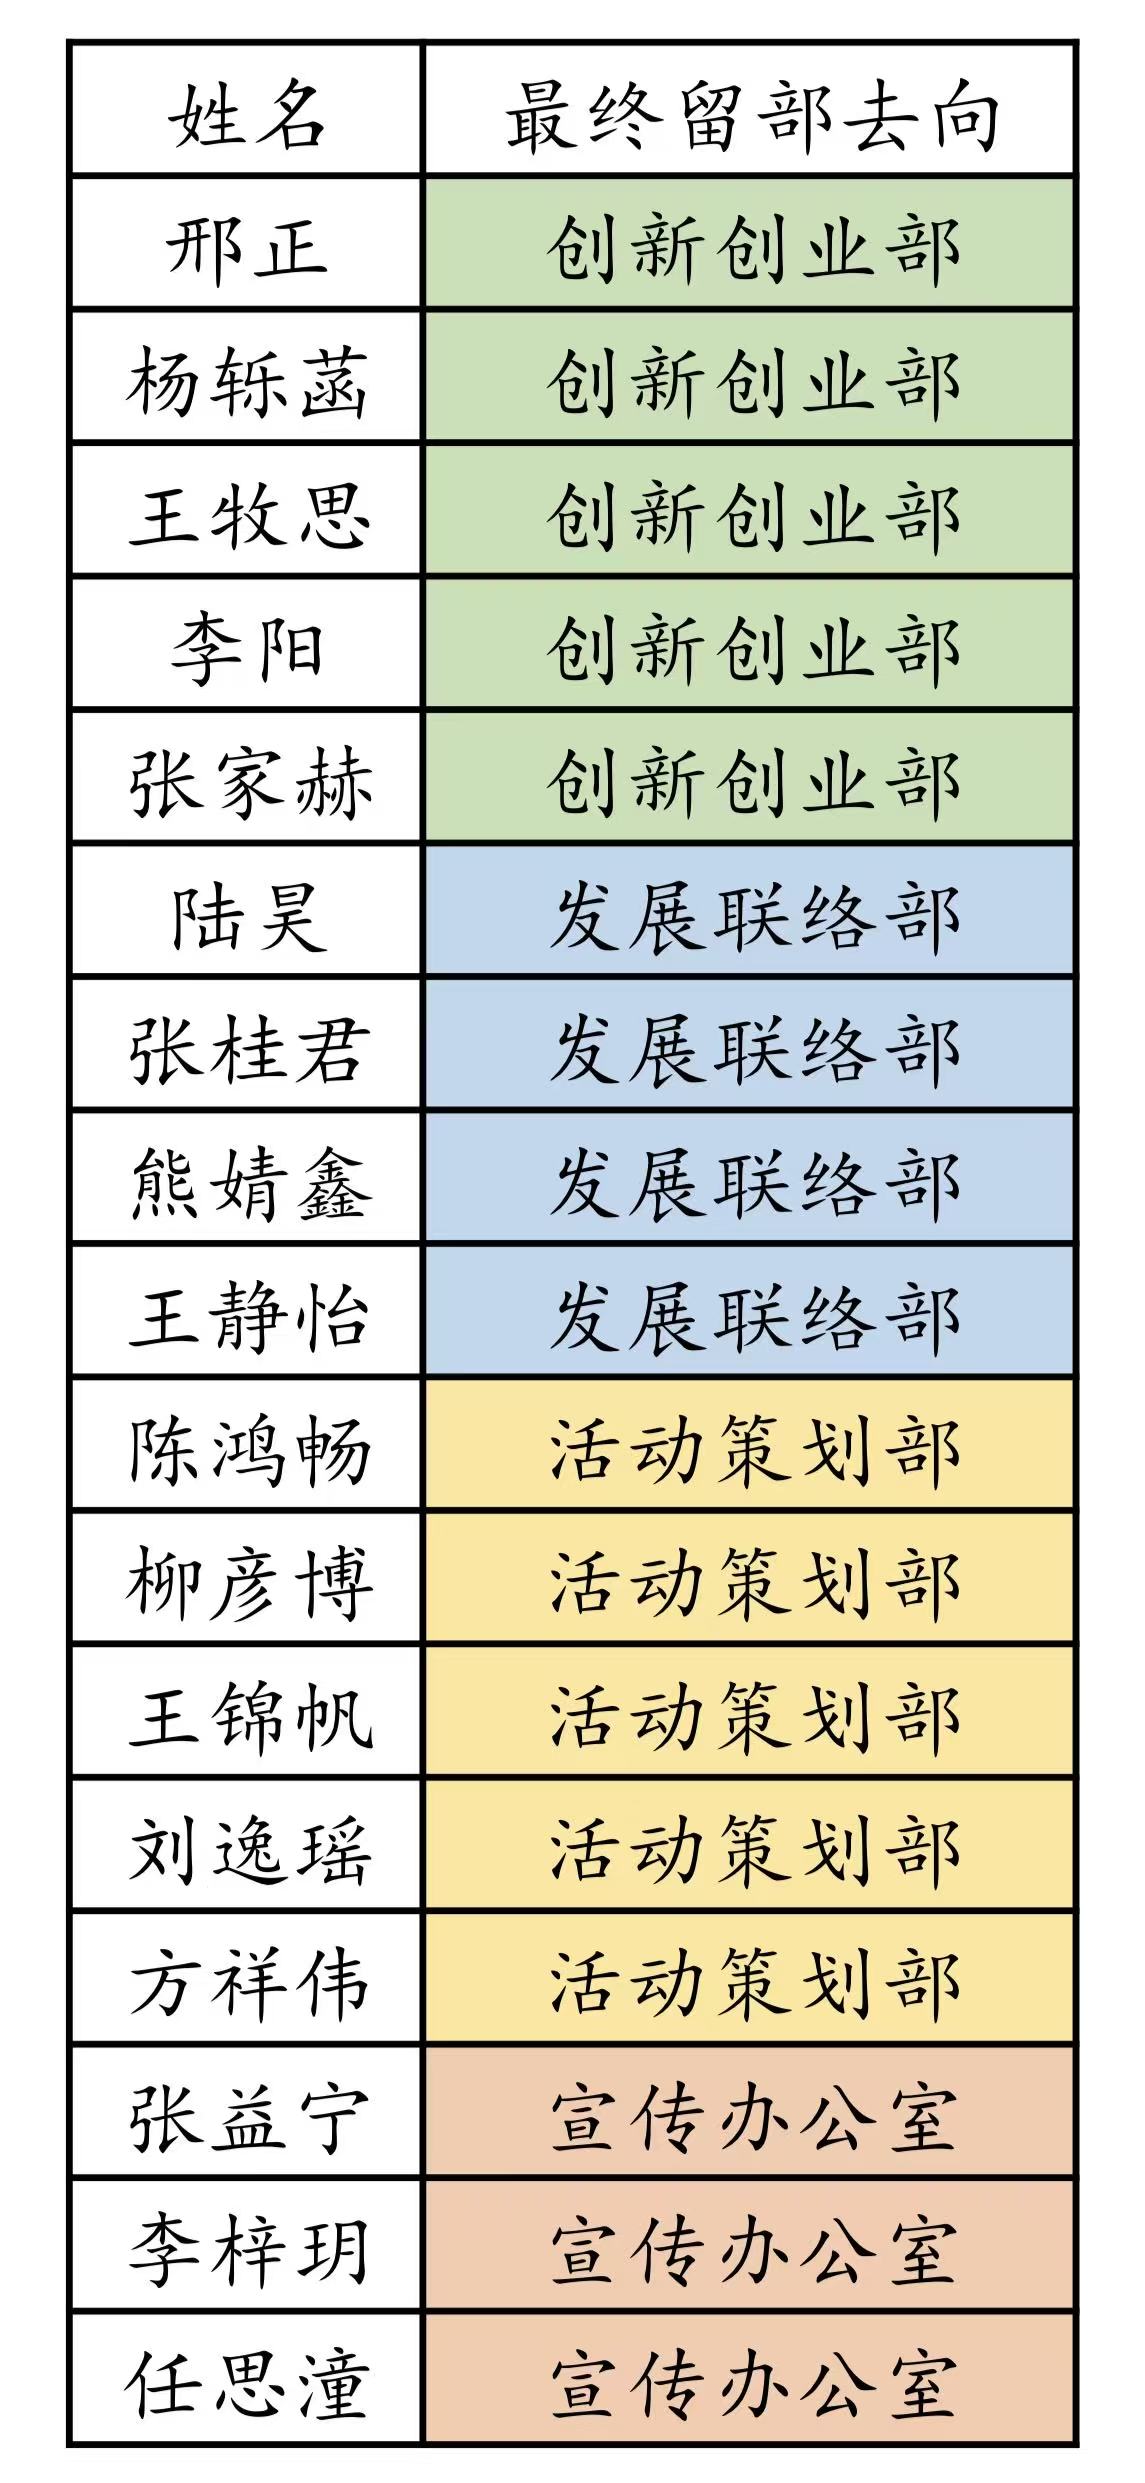 姓名 最终留部去向
邢正 创新创业部
杨轹菡 创新创业部
王牧思 创新创业部
李阳 创新创业部
张家赫 创新创业部
陆昊 发展联络部
张桂君 发展联络部
熊婧鑫 发展联络部
王静怡 发展联络部
陈鸿畅 活动策划部
柳彦博 活动策划部
王锦帆 活动策划部
刘逸瑶 活动策划部
方祥伟 活动策划部
张益宁 宣传办公室
李梓玥 宣传办公室
任思潼 宣传办公室